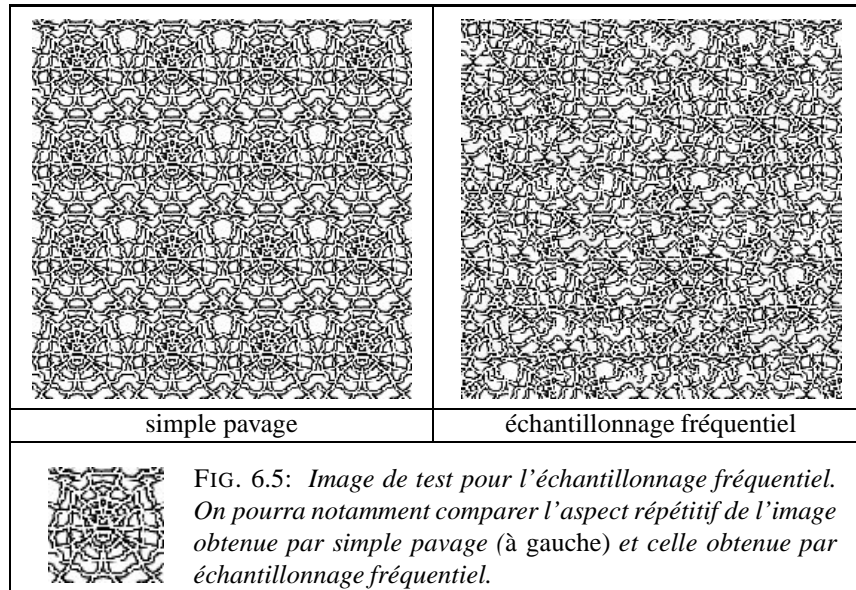 simple pavage
échantillonnage fréquentiel
FIG. 6.5: Image de test pour l'échantillonnage fréquentiel.
On pourra notamment comparer l'aspect répétitif de l'image
obtenue par simple pavage (à gauche) et celle obtenue par
échantillonnage fréquentiel.